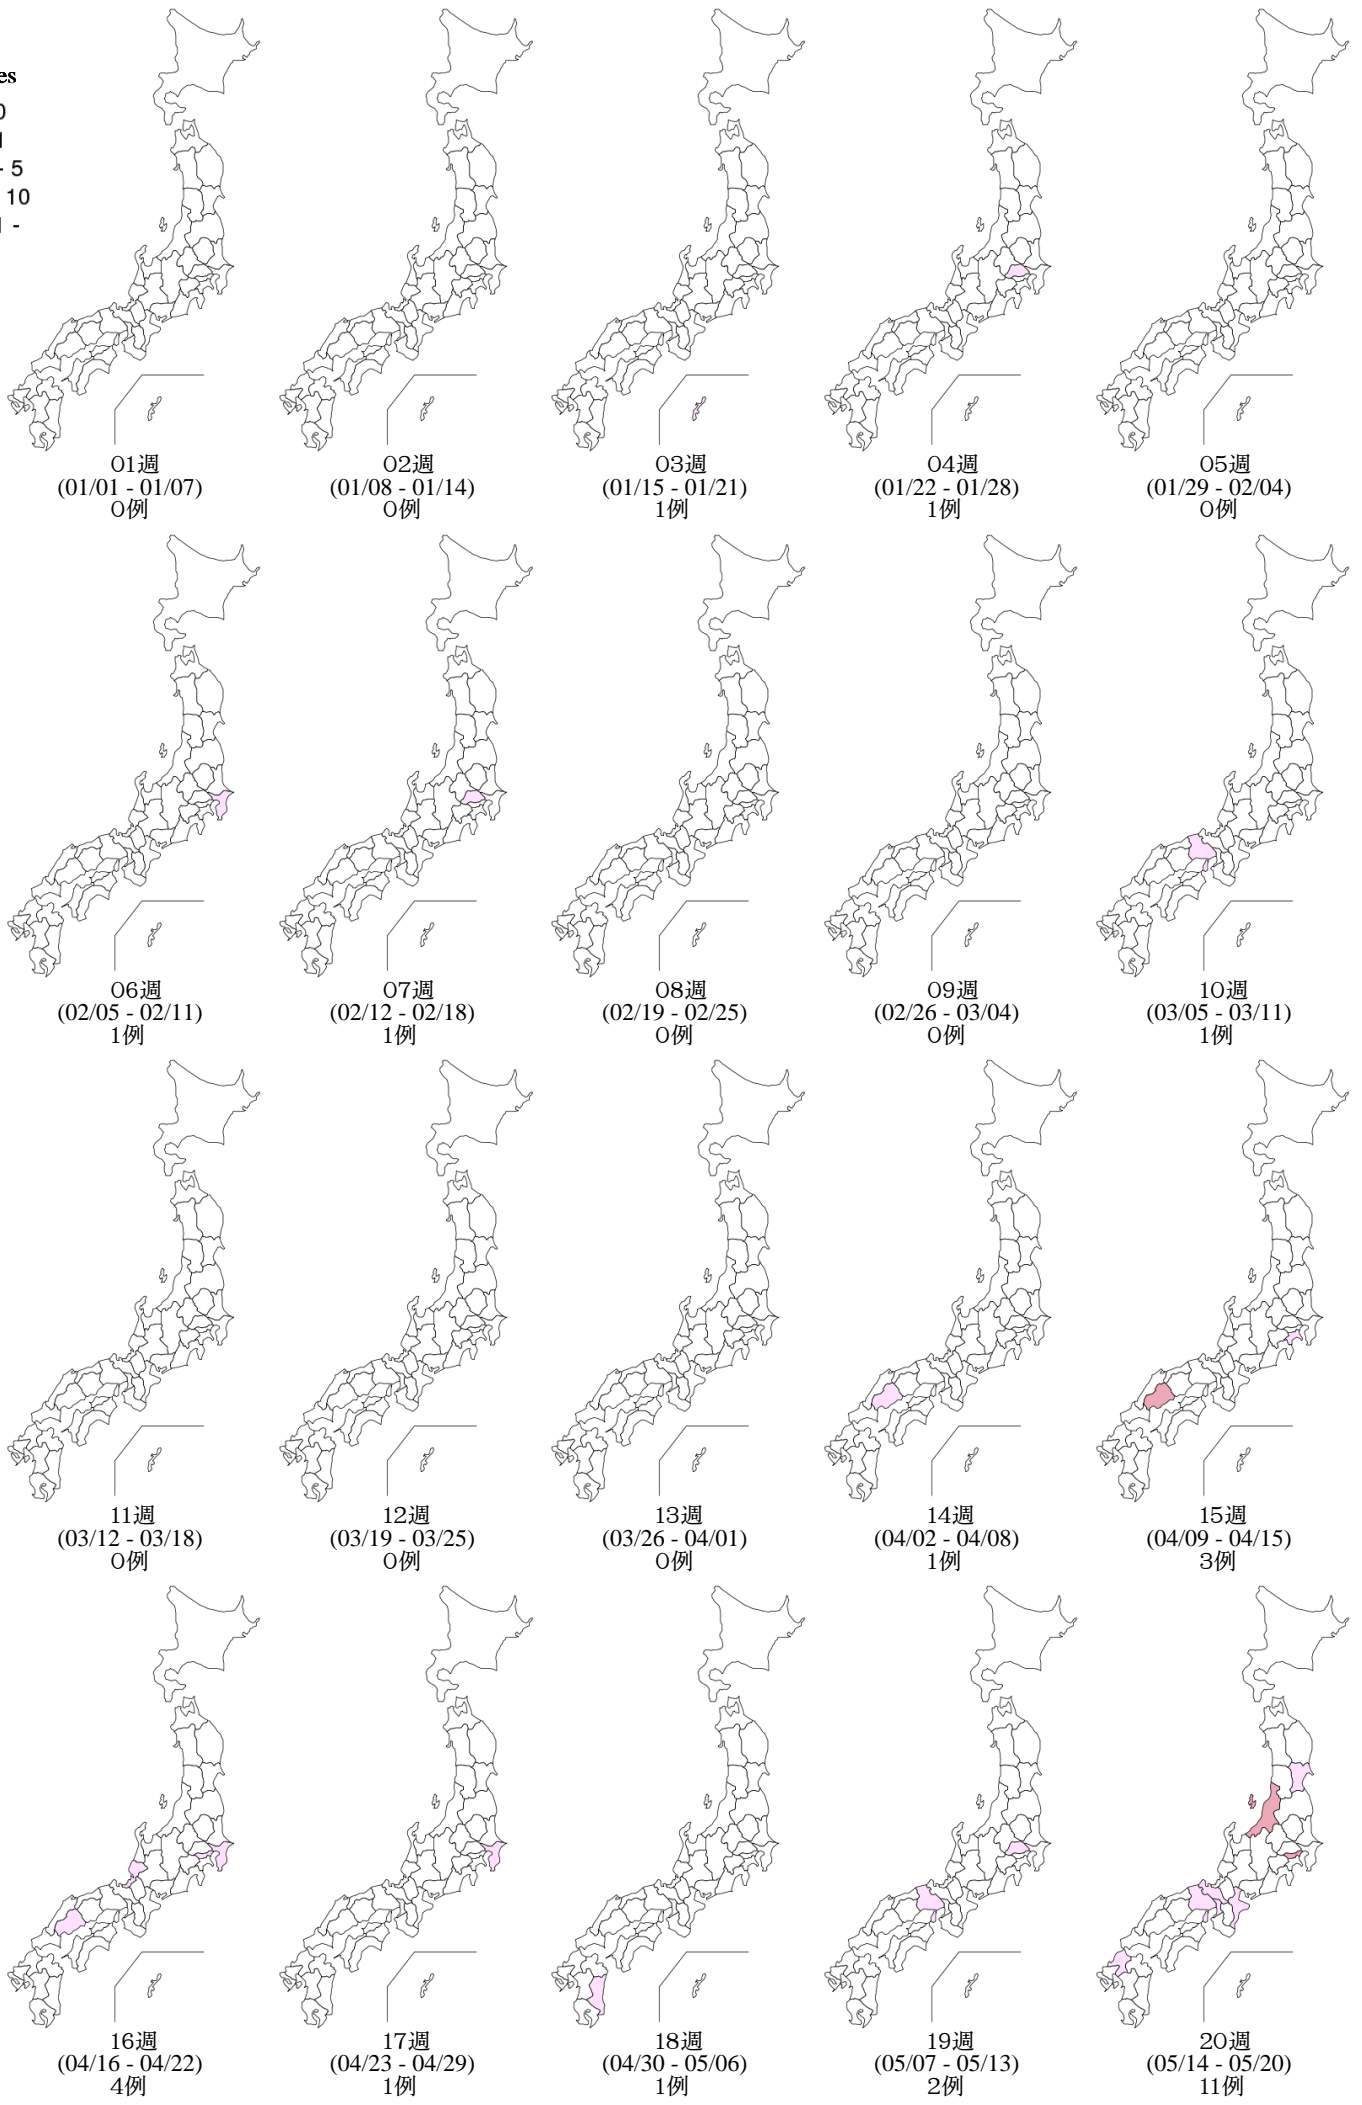 es
0
1
- 5
10
1 -
01週
(01/01 - 01/07)
0例
02週
(01/08 - 01/14)
0例
03週
(01/15 - 01/21)
1例
04週
(01/22 - 01/28)
1例
05週
(01/29 - 02/04)
0例
06週
(02/05 - 02/11)
1例
07週
(02/12 - 02/18)
1例
08週
(02/19 - 02/25)
0例
09週
(02/26 - 03/04)
0例
10週
(03/05 - 03/11)
1例
11週
(03/12 - 03/18)
0例
12週
(03/19 - 03/25)
0例
13週
(03/26 - 04/01)
0例
14週
(04/02 - 04/08)
1例
15週
(04/09 - 04/15)
3例
16週
(04/16 - 04/22)
4例
17週
(04/23 - 04/29)
1例
18週
(04/30 - 05/06)
1例
19週
(05/07 - 05/13)
2例
20週
(05/14 - 05/20)
11例